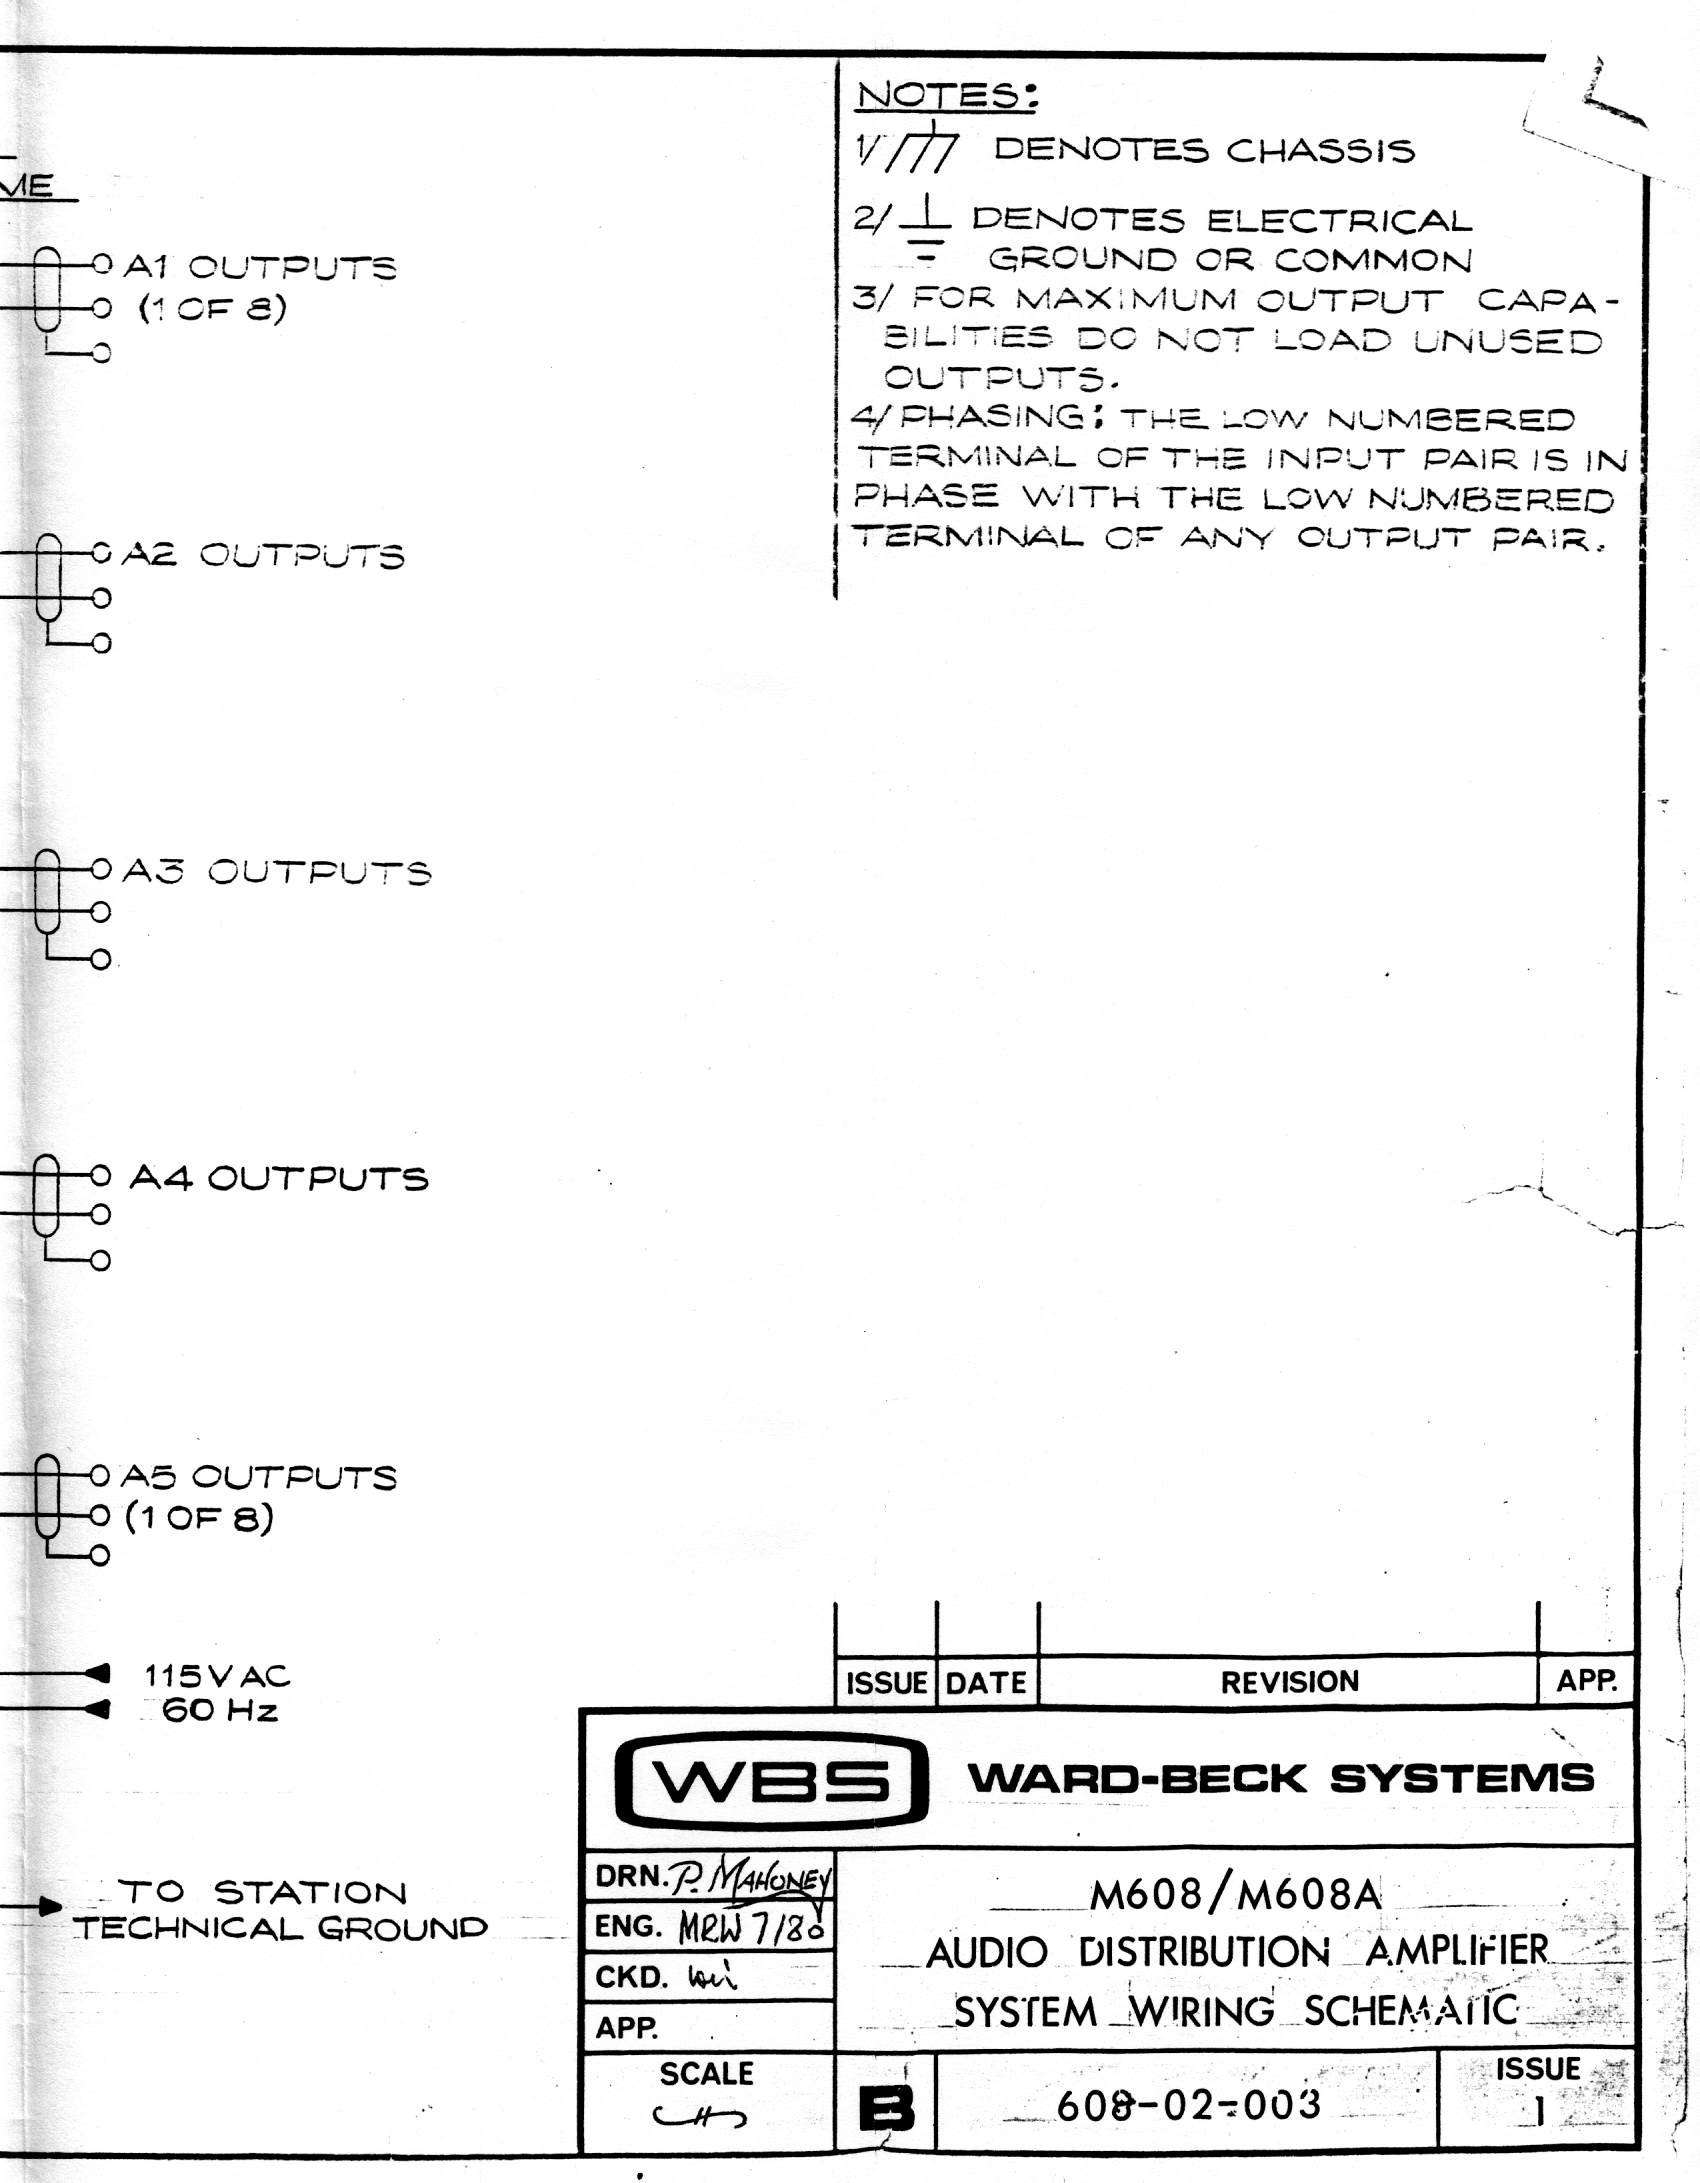 NOTES:
1/ DENOTES CHASSIS
2/ DENOTES ELECTRICAL
GROUND OR COMMON
3/ FOR MAXIMUM OUTPUT CAPA-
BILITIES DO NOT LOAD UNUSED
OUTPUTS.
4/ PHASING: THE LOW NUMBERED
TERMINAL OF THE INPUT PAIR IS IN
PHASE WITH THE LOW NUMBERED
TERMINAL OF ANY OUTPUT PAIR.
A1 OUTPUTS
(1 OF 8)
A2 OUTPUTS
A3 OUTPUTS
A4 OUTPUTS
A5 OUTPUTS
(1 OF 8)
115V AC
60 Hz
TO STATION
TECHNICAL GROUND
ISSUE DATE REVISION APP.
WBS WARD-BECK SYSTEMS
DRN. P. MAHONEY
ENG. MRW 7/80
CKD.
APP.
M608/M608A
AUDIO DISTRIBUTION AMPLIFIER
SYSTEM WIRING SCHEMATIC
SCALE
B
608-02-003
ISSUE
1